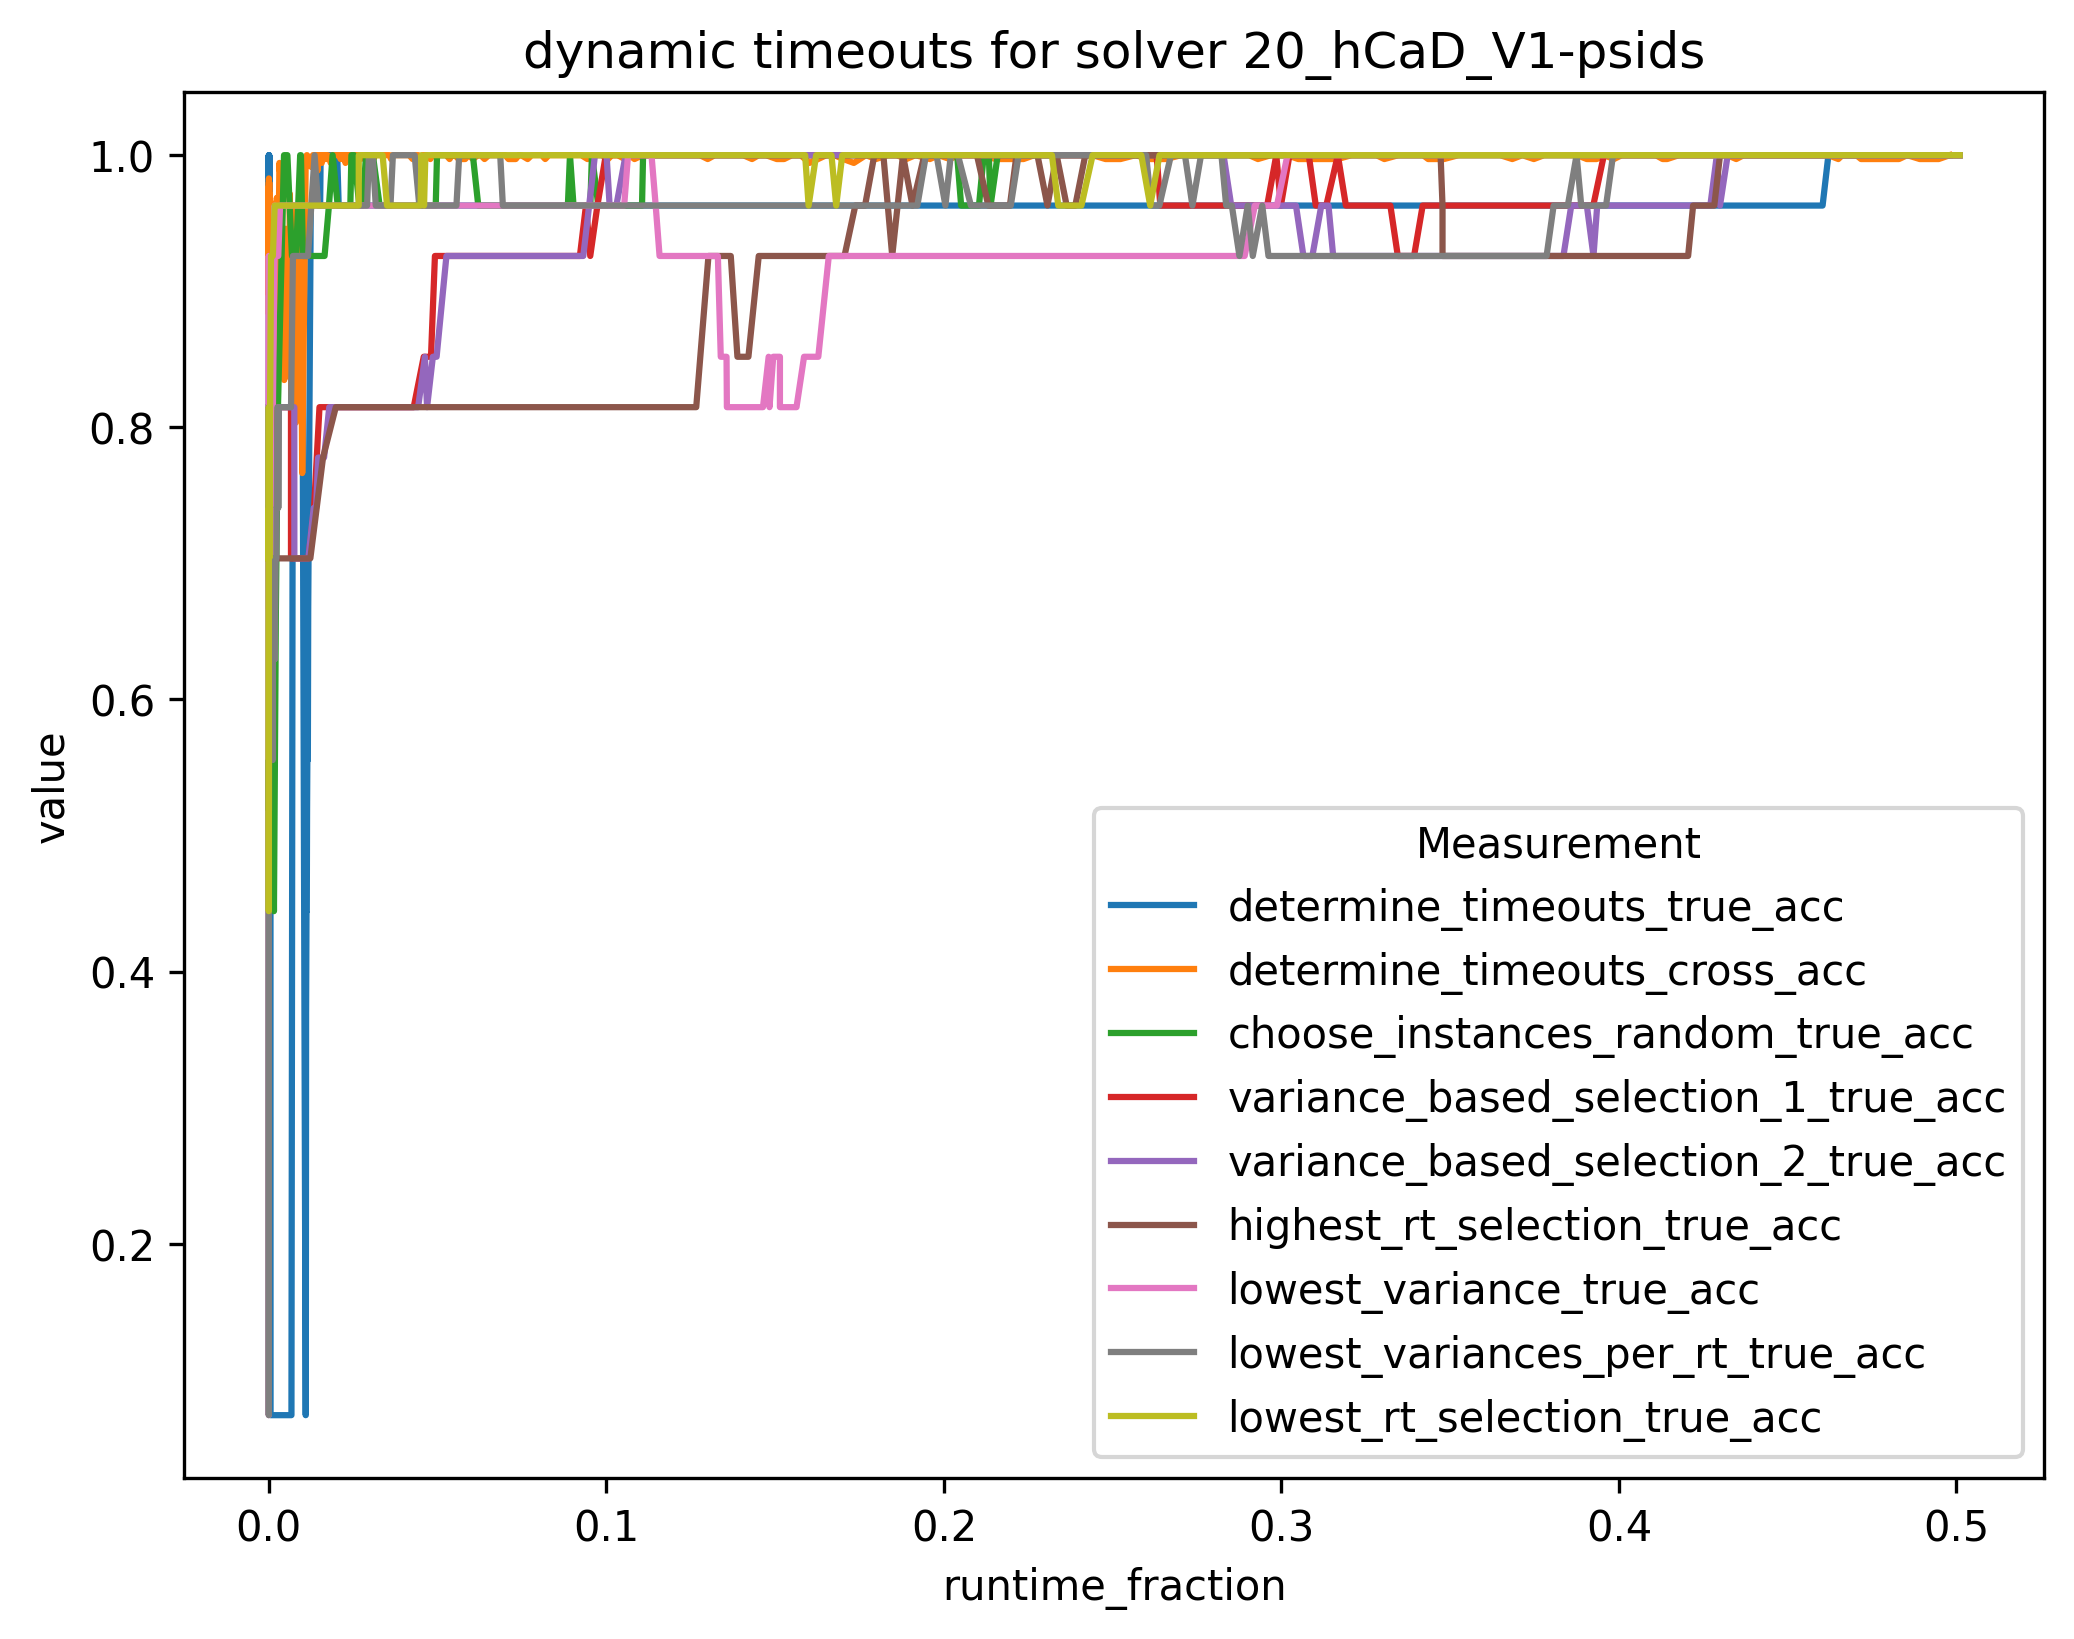 dynamic timeouts for solver 20_hCaD_V1-psids
1.0
0.8
0.6
0.4
0.2
value
0.0
0.1
0.2
0.3
0.4
0.5
runtime_fraction
Measurement
determine_timeouts_true_acc
determine_timeouts_cross_acc
choose_instances_random_true_acc
variance_based_selection_1_true_acc
variance_based_selection_2_true_acc
highest_rt_selection_true_acc
lowest_variance_true_acc
lowest_variances_per_rt_true_acc
lowest_rt_selection_true_acc